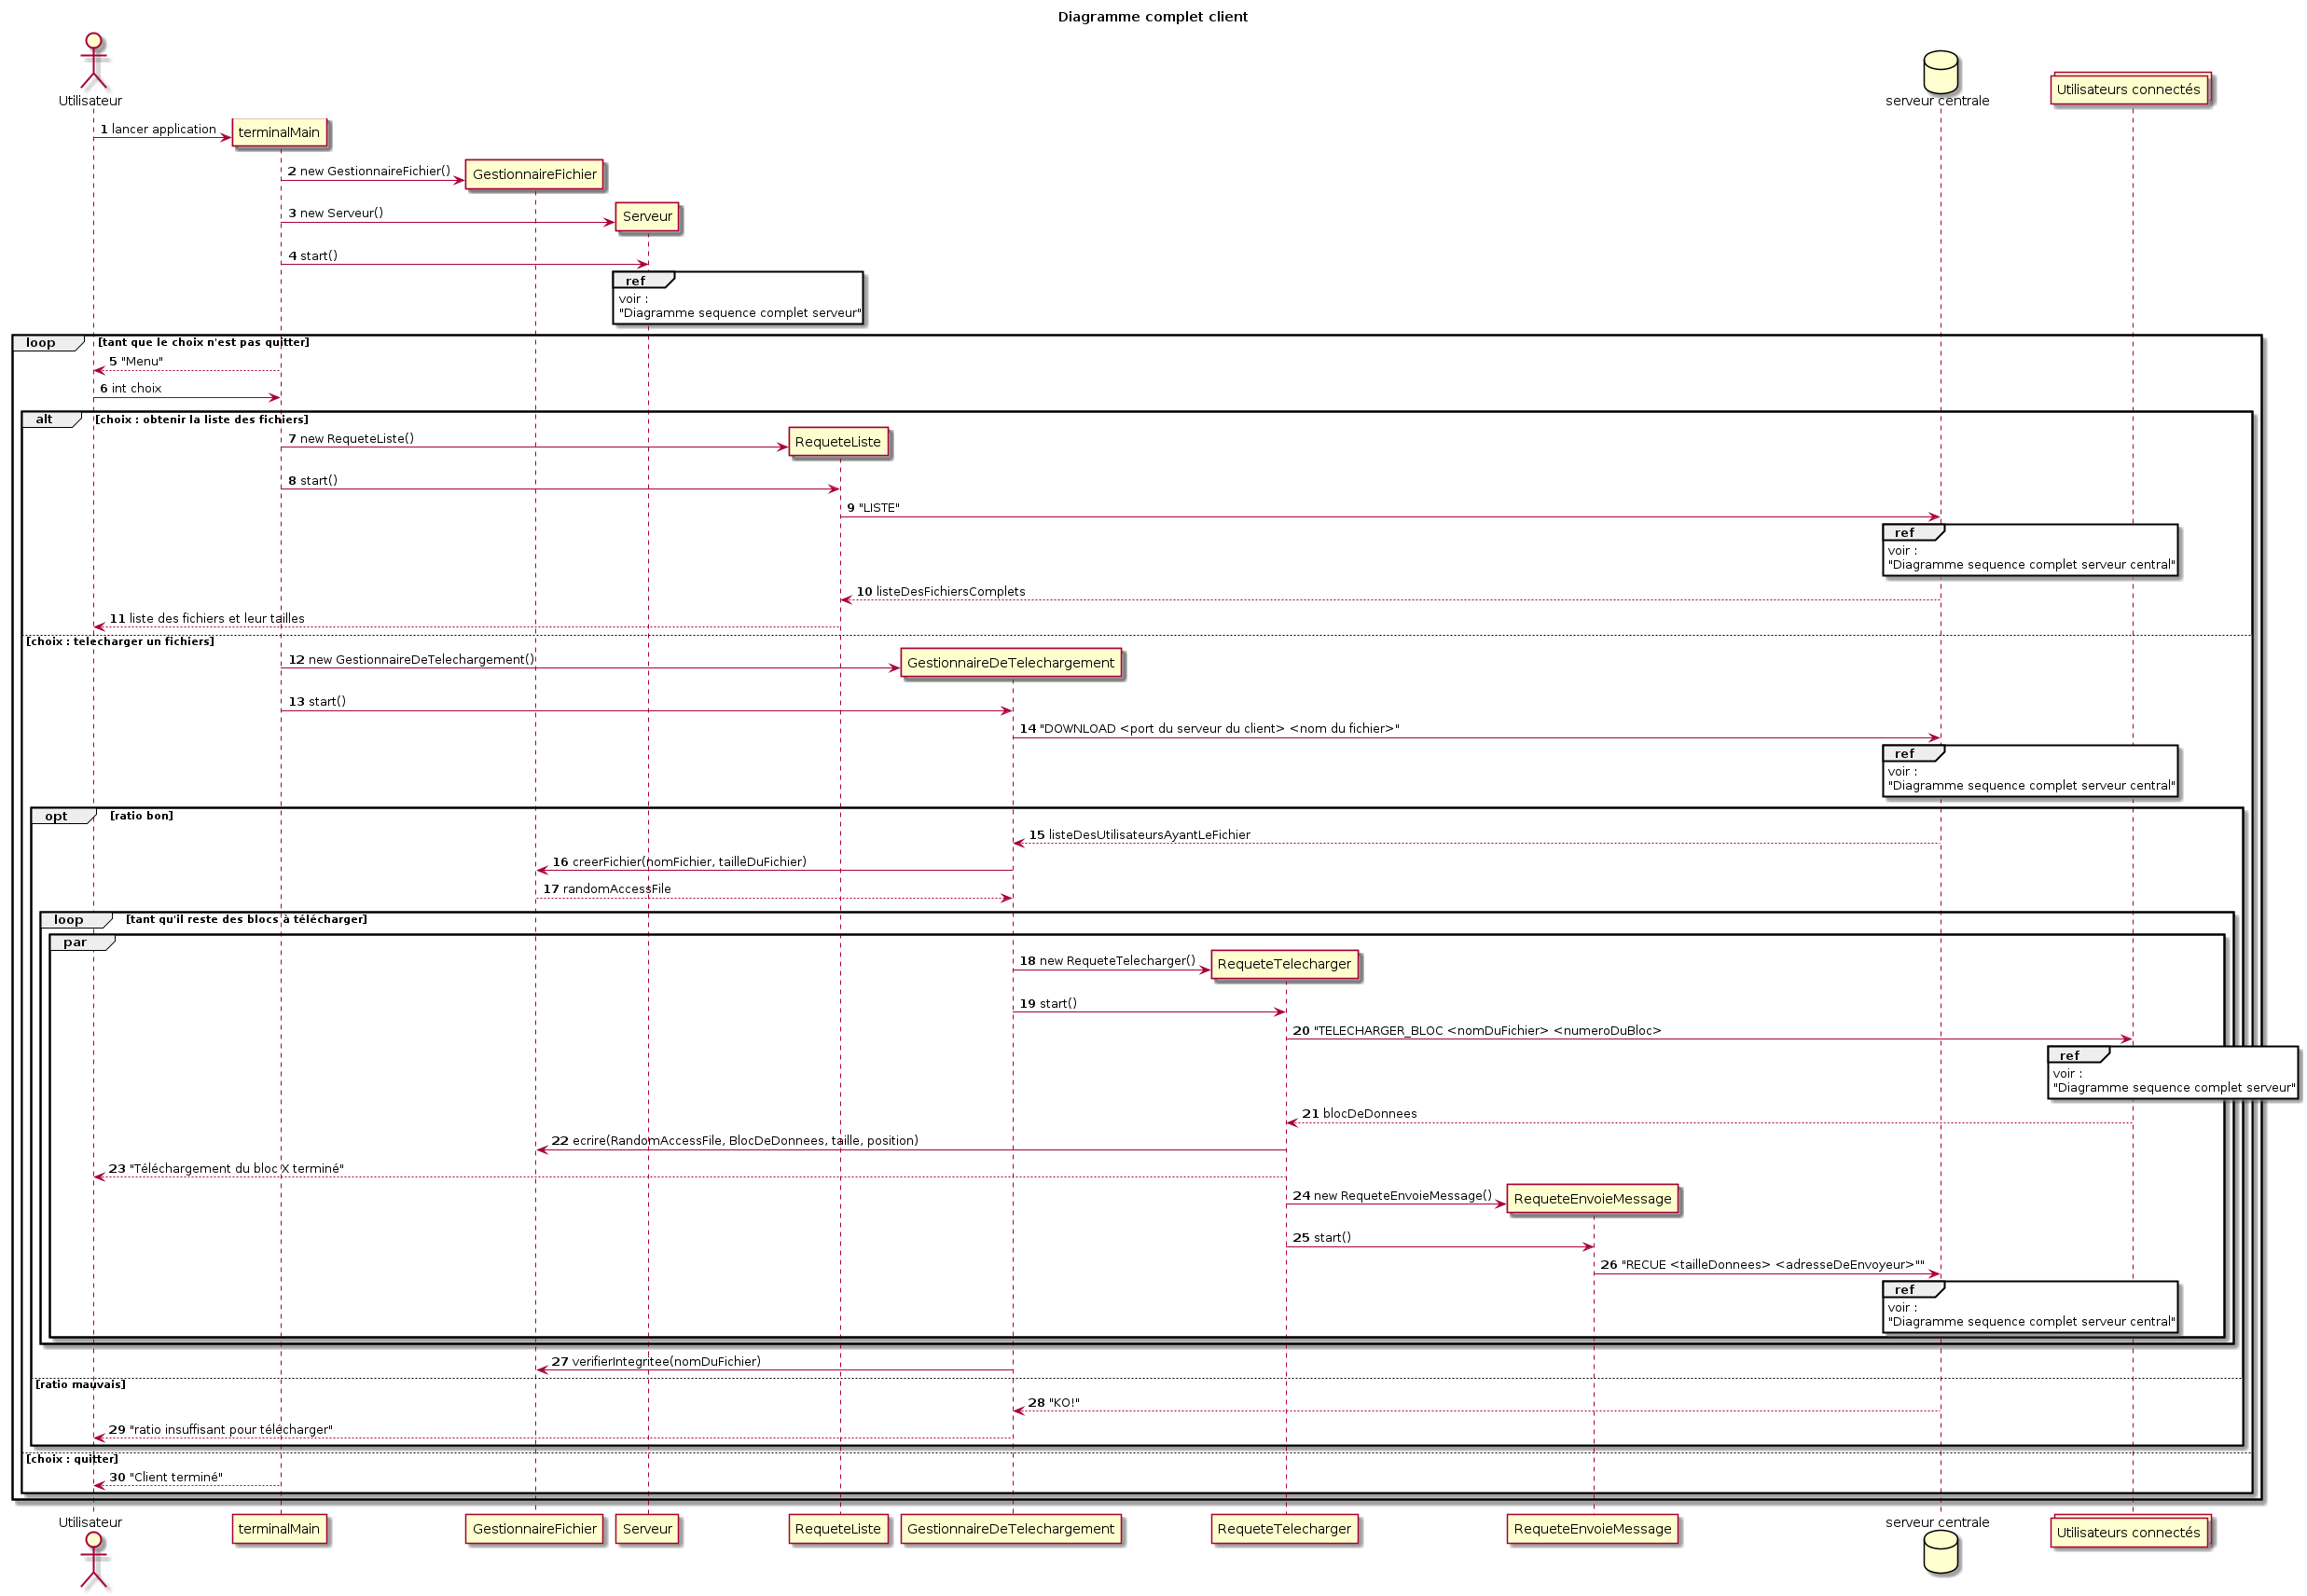 Diagramme complet client
Utilisateur
serveur centrale
Utilisateurs connectés
1 lancer application
terminalMain
2 new GestionnaireFichier()
GestionnaireFichier
3 new Serveur()
Serveur
4 start()
ref
voir :
"Diagramme sequence complet serveur"
loop [tant que le choix n'est pas quitter]
5 "Menu"
6 int choix
alt [choix : obtenir la liste des fichiers]
7 new RequeteListe()
RequeteListe
8 start()
9 "LISTE"
ref
voir :
"Diagramme sequence complet serveur central"
10 listeDesFichiersComplets
11 liste des fichiers et leur tailles
[choix : telecharger un fichiers]
12 new GestionnaireDeTelechargement()
GestionnaireDeTelechargement
13 start()
14 "DOWNLOAD <port du serveur du client> <nom du fichier>"
ref
voir :
"Diagramme sequence complet serveur central"
opt [ratio bon]
15 listeDesUtilisateursAyantLeFichier
16 creerFichier(nomFichier, tailleDuFichier)
17 randomAccessFile
loop [tant qu'il reste des blocs à télécharger]
par
18 new RequeteTelecharger()
RequeteTelecharger
19 start()
20 "TELECHARGER_BLOC <nomDuFichier> <numeroDuBloc>
ref
voir :
"Diagramme sequence complet serveur"
21 blocDeDonnees
22 ecrire(RandomAccessFile, BlocDeDonnees, taille, position)
23 "Téléchargement du bloc X terminé"
24 new RequeteEnvoieMessage()
RequeteEnvoieMessage
25 start()
26 "RECUE <tailleDonnees> <adresseDeEnvoyeur>""
ref
voir :
"Diagramme sequence complet serveur central"
27 verifierIntegritee(nomDuFichier)
[ratio mauvais]
28 "KO!"
29 "ratio insuffisant pour télécharger"
[choix : quitter]
30 "Client terminé"
Utilisateur
terminalMain
GestionnaireFichier
Serveur
RequeteListe
GestionnaireDeTelechargement
RequeteTelecharger
RequeteEnvoieMessage
serveur centrale
Utilisateurs connectés